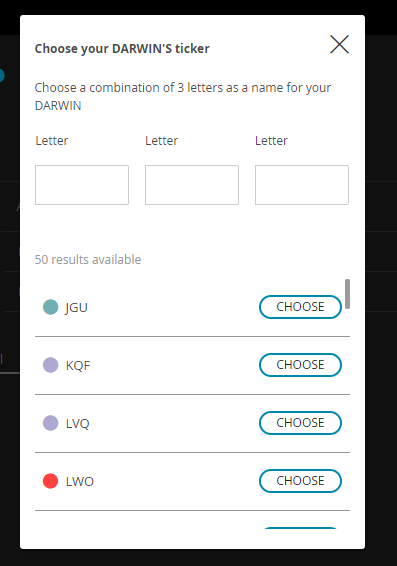 Choose your DARWIN'S ticker
Choose a combination of 3 letters as a name for your
DARWIN
Letter Letter Letter
50 results available
JGU CHOOSE
KQF CHOOSE
LVQ CHOOSE
LWO CHOOSE